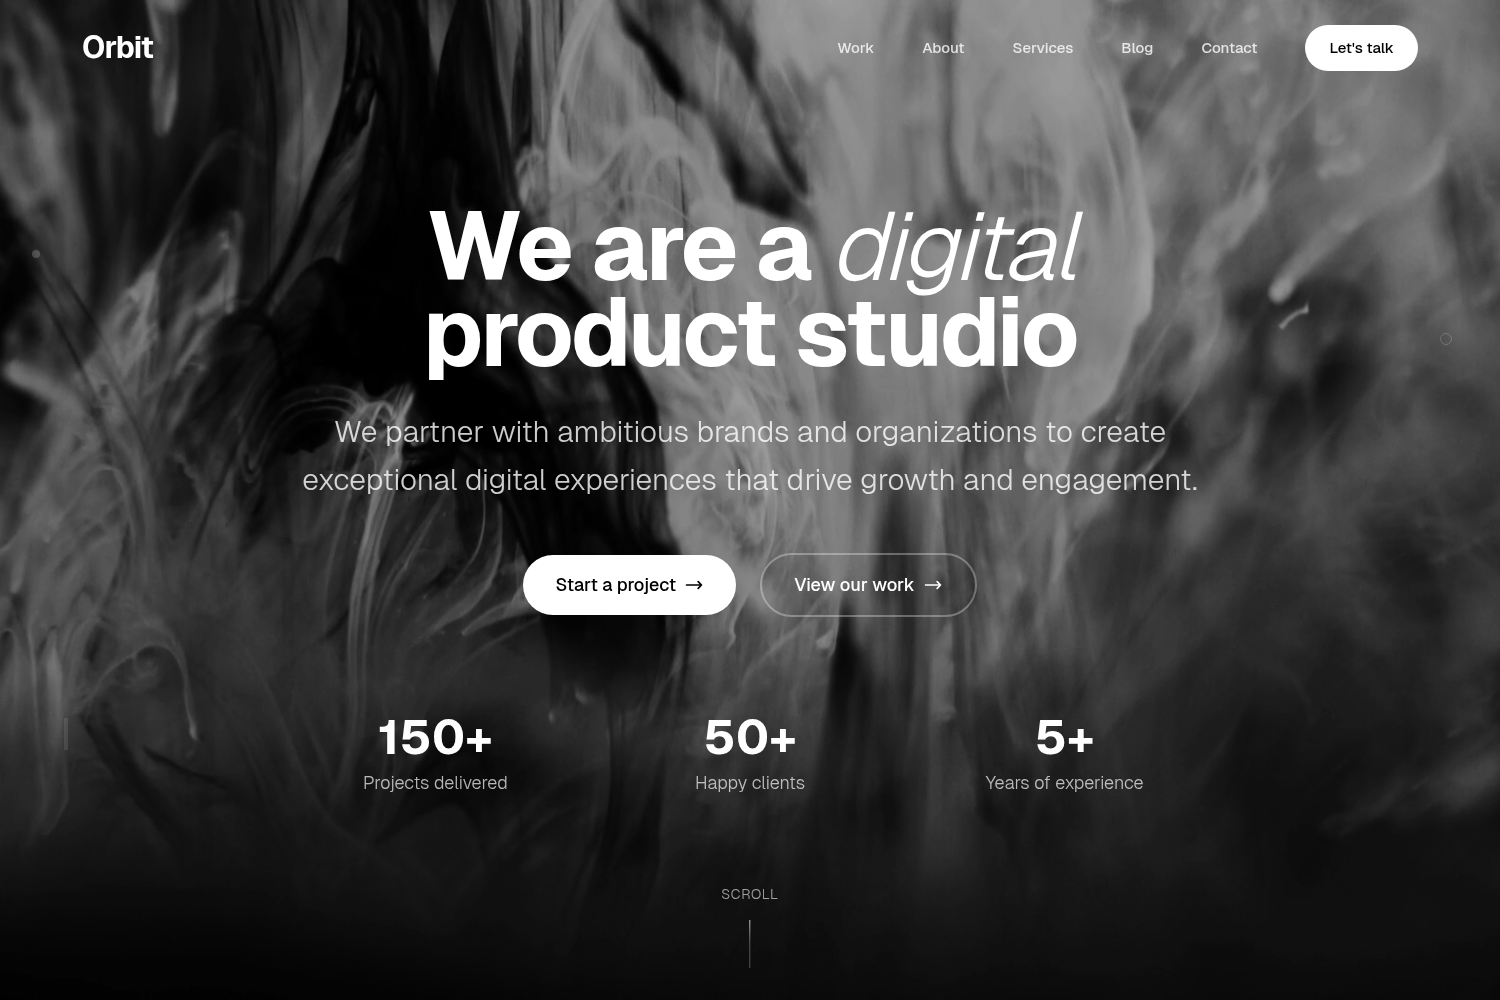 Orbit
Work
About
Services
Blog
Contact
Let's talk
We are a digital
product studio
We partner with ambitious brands and organizations to create
exceptional digital experiences that drive growth and engagement.
Start a project →
View our work →
150+
Projects delivered
50+
Happy clients
5+
Years of experience
SCROLL